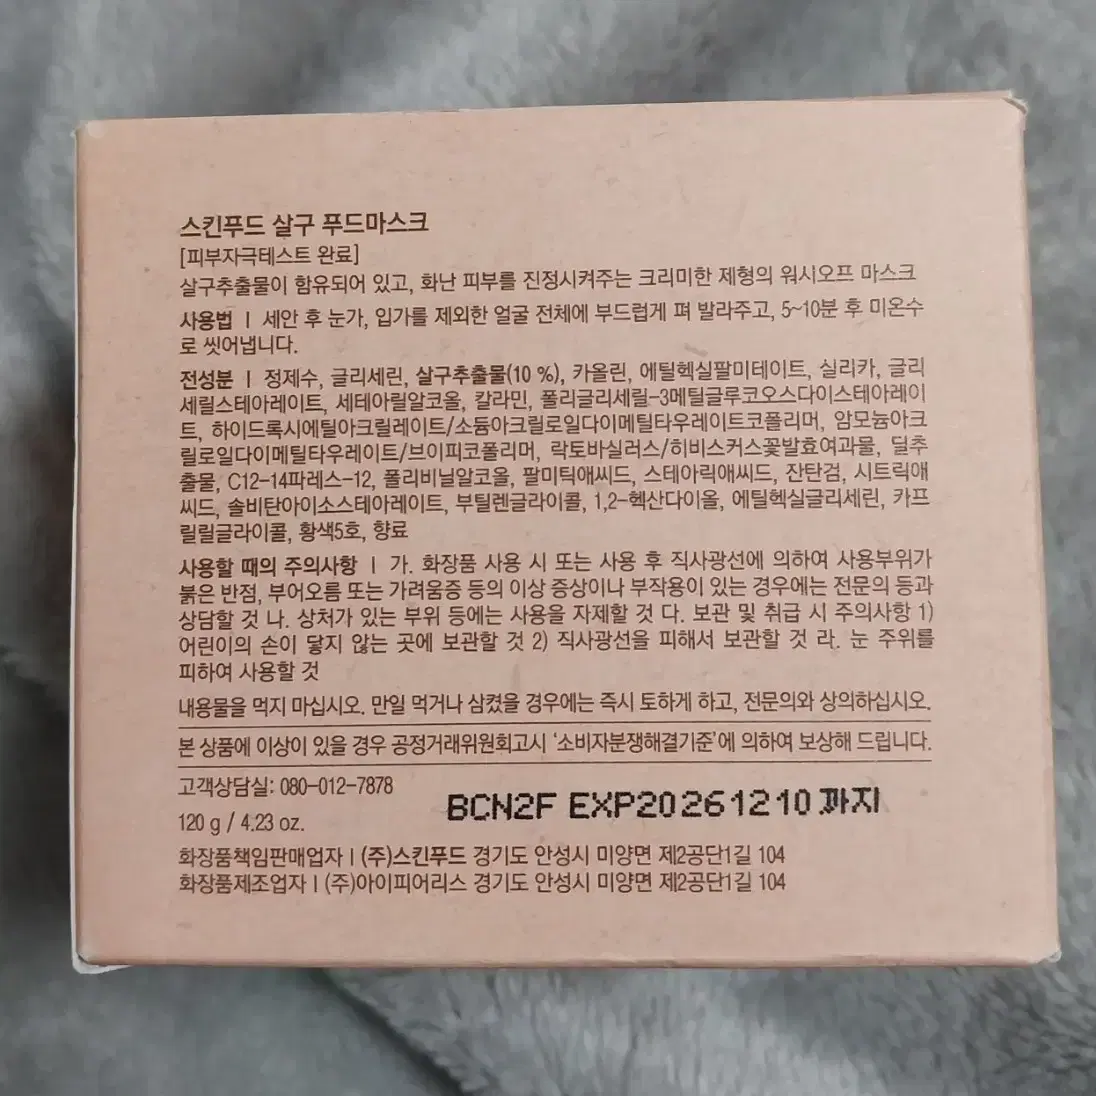 스킨푸드 살구 푸드마스크
[피부자극테스트 완료]
살구추출물이 함유되어 있고, 화난 피부를 진정시켜주는 크리미한 제형의 워시오프 마스크
사용법 | 세안 후 눈가, 입가를 제외한 얼굴 전체에 부드럽게 펴 발라주고, 5~10분 후 미온수
로 씻어냅니다.
전성분 | 정제수, 글리세린, 살구추출물(10 %), 카올린, 에틸헥실팔미테이트, 실리카, 글리
세릴스테아레이트, 세테아릴알코올, 칼라민, 폴리글리세릴-3메틸글루코오스다이스테아레이
트, 하이드록시에틸아크릴레이트/소듐아크릴로일다이메틸타우레이트코폴리머, 암모늄아크
릴로일다이메틸타우레이트/브이피코폴리머, 락토바실러스/히비스커스꽃발효여과물, 딜추
출물, C12-14파레스-12, 폴리비닐알코올, 팔미틱애씨드, 스테아릭애씨드, 잔탄검, 시트릭애
씨드, 솔비탄아이소스테아레이트, 부틸렌글라이콜, 1,2-헥산다이올, 에틸헥실글리세린, 카프
릴릴글라이콜, 황색5호, 향료
사용할 때의 주의사항 | 가. 화장품 사용 시 또는 사용 후 직사광선에 의하여 사용부위가
붉은 반점, 부어오름 또는 가려움증 등의 이상 증상이나 부작용이 있는 경우에는 전문의 등과
상담할 것 나. 상처가 있는 부위 등에는 사용을 자제할 것 다. 보관 및 취급 시 주의사항 1)
어린이의 손이 닿지 않는 곳에 보관할 것 2) 직사광선을 피해서 보관할 것 라. 눈 주위를
피하여 사용할 것
내용물을 먹지 마십시오. 만일 먹거나 삼켰을 경우에는 즉시 토하게 하고, 전문의와 상의하십시오.
본 상품에 이상이 있을 경우 공정거래위원회고시 '소비자분쟁해결기준'에 의하여 보상해 드립니다.
고객상담실: 080-012-7878
BCN2F EXP20261210까지
120 g / 4.23 oz.
화장품책임판매업자 | (주)스킨푸드 경기도 안성시 미양면 제2공단1길 104
화장품제조업자 | (주)아이피어리스 경기도 안성시 미양면 제2공단1길 104